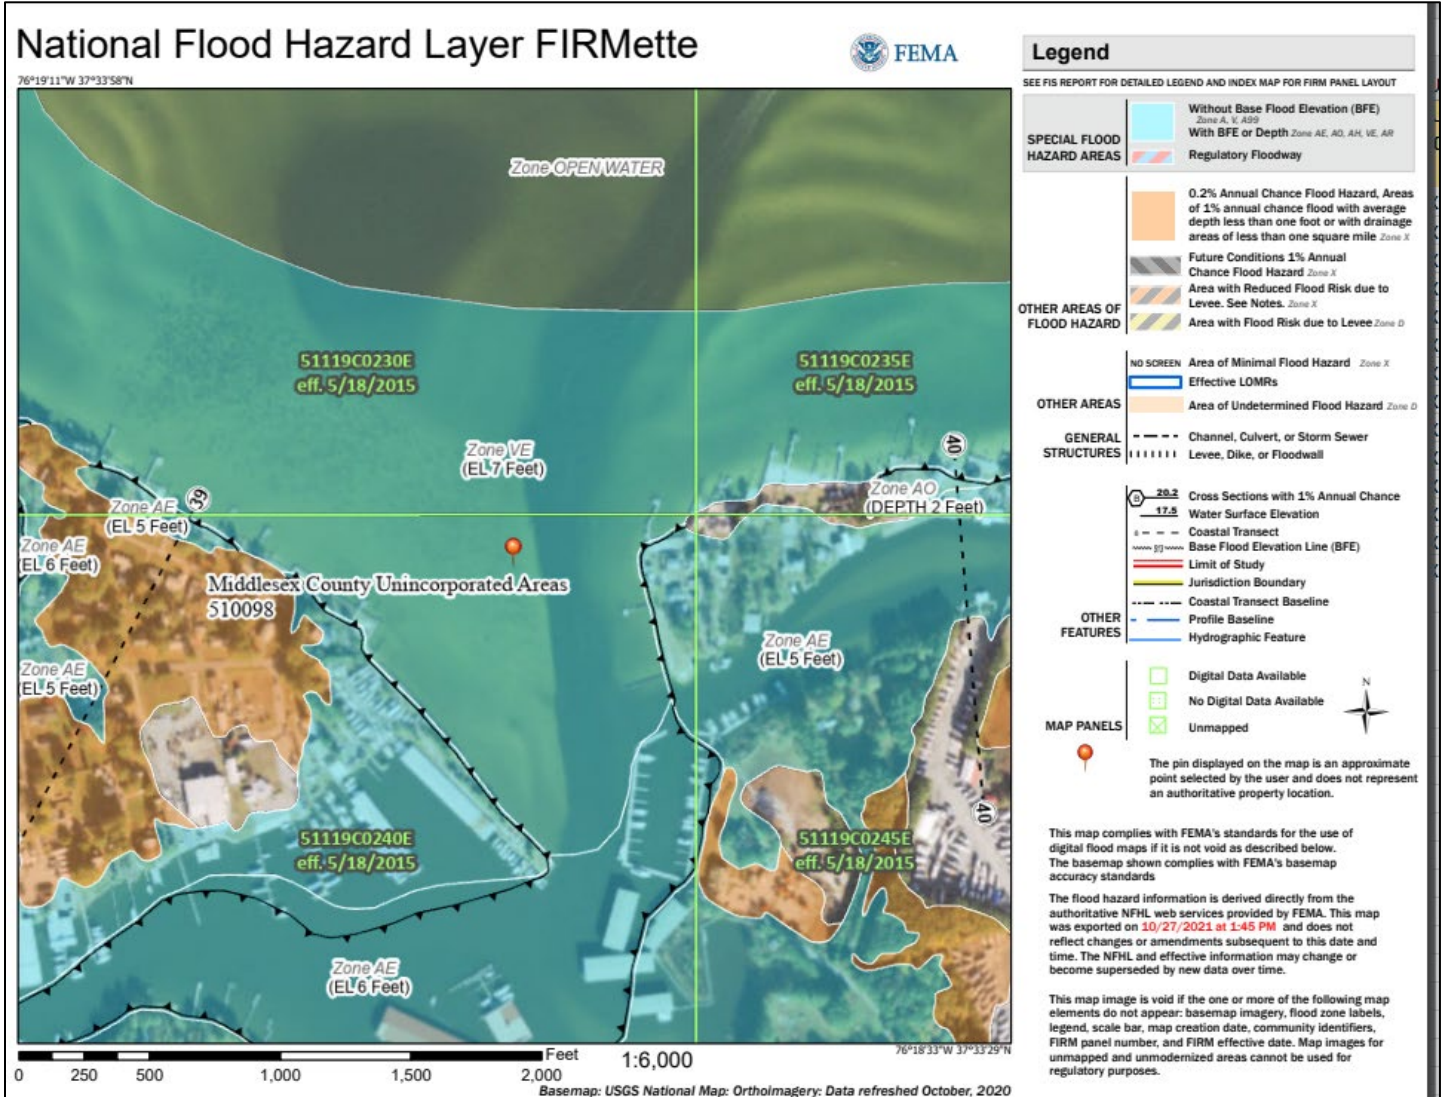 National Flood Hazard Layer FIRMette
FEMA
76°19'11"W 37°33'58"N
Zone OPEN WATER
51119C0230E
eff. 5/18/2015
51119C0235E
eff. 5/18/2015
Zone VE
(EL 7 Feet)
40
Zone AO
(DEPTH 2 Feet)
39
Zone AE
(EL 5 Feet)
Zone AE
(EL 6 Feet)
Middlesex County Unincorporated Areas
510098
Zone AE
(EL 5 Feet)
Zone AE
(EL 5 Feet)
40
51119C0240E
eff. 5/18/2015
51119C0245E
eff. 5/18/2015
Zone AE
(EL 6 Feet)
0 250 500 1,000 1,500 2,000
Feet
1:6,000
76°18'33"W 37°33'29"N
Basemap: USGS National Map: Orthoimagery: Data refreshed October, 2020
Legend
SEE FIS REPORT FOR DETAILED LEGEND AND INDEX MAP FOR FIRM PANEL LAYOUT
SPECIAL FLOOD
HAZARD AREAS
Without Base Flood Elevation (BFE)
Zone A, V, A99
With BFE or Depth Zone AE, AO, AH, VE, AR
Regulatory Floodway
OTHER AREAS OF
FLOOD HAZARD
0.2% Annual Chance Flood Hazard, Areas
of 1% annual chance flood with average
depth less than one foot or with drainage
areas of less than one square mile Zone X
Future Conditions 1% Annual
Chance Flood Hazard Zone X
Area with Reduced Flood Risk due to
Levee. See Notes. Zone X
Area with Flood Risk due to Levee Zone D
OTHER AREAS
NO SCREEN Area of Minimal Flood Hazard Zone X
Effective LOMRs
Area of Undetermined Flood Hazard Zone D
GENERAL
STRUCTURES
Channel, Culvert, or Storm Sewer
Levee, Dike, or Floodwall
OTHER
FEATURES
B 20.2 Cross Sections with 1% Annual Chance
17.5 Water Surface Elevation
8 Coastal Transect
513 Base Flood Elevation Line (BFE)
Limit of Study
Jurisdiction Boundary
Coastal Transect Baseline
Profile Baseline
Hydrographic Feature
MAP PANELS
Digital Data Available
No Digital Data Available
Unmapped
N
The pin displayed on the map is an approximate
point selected by the user and does not represent
an authoritative property location.
This map complies with FEMA's standards for the use of
digital flood maps if it is not void as described below.
The basemap shown complies with FEMA's basemap
accuracy standards
The flood hazard information is derived directly from the
authoritative NFHL web services provided by FEMA. This map
was exported on 10/27/2021 at 1:45 PM and does not
reflect changes or amendments subsequent to this date and
time. The NFHL and effective information may change or
become superseded by new data over time.
This map image is void if the one or more of the following map
elements do not appear: basemap imagery, flood zone labels,
legend, scale bar, map creation date, community identifiers,
FIRM panel number, and FIRM effective date. Map images for
unmapped and unmodernized areas cannot be used for
regulatory purposes.